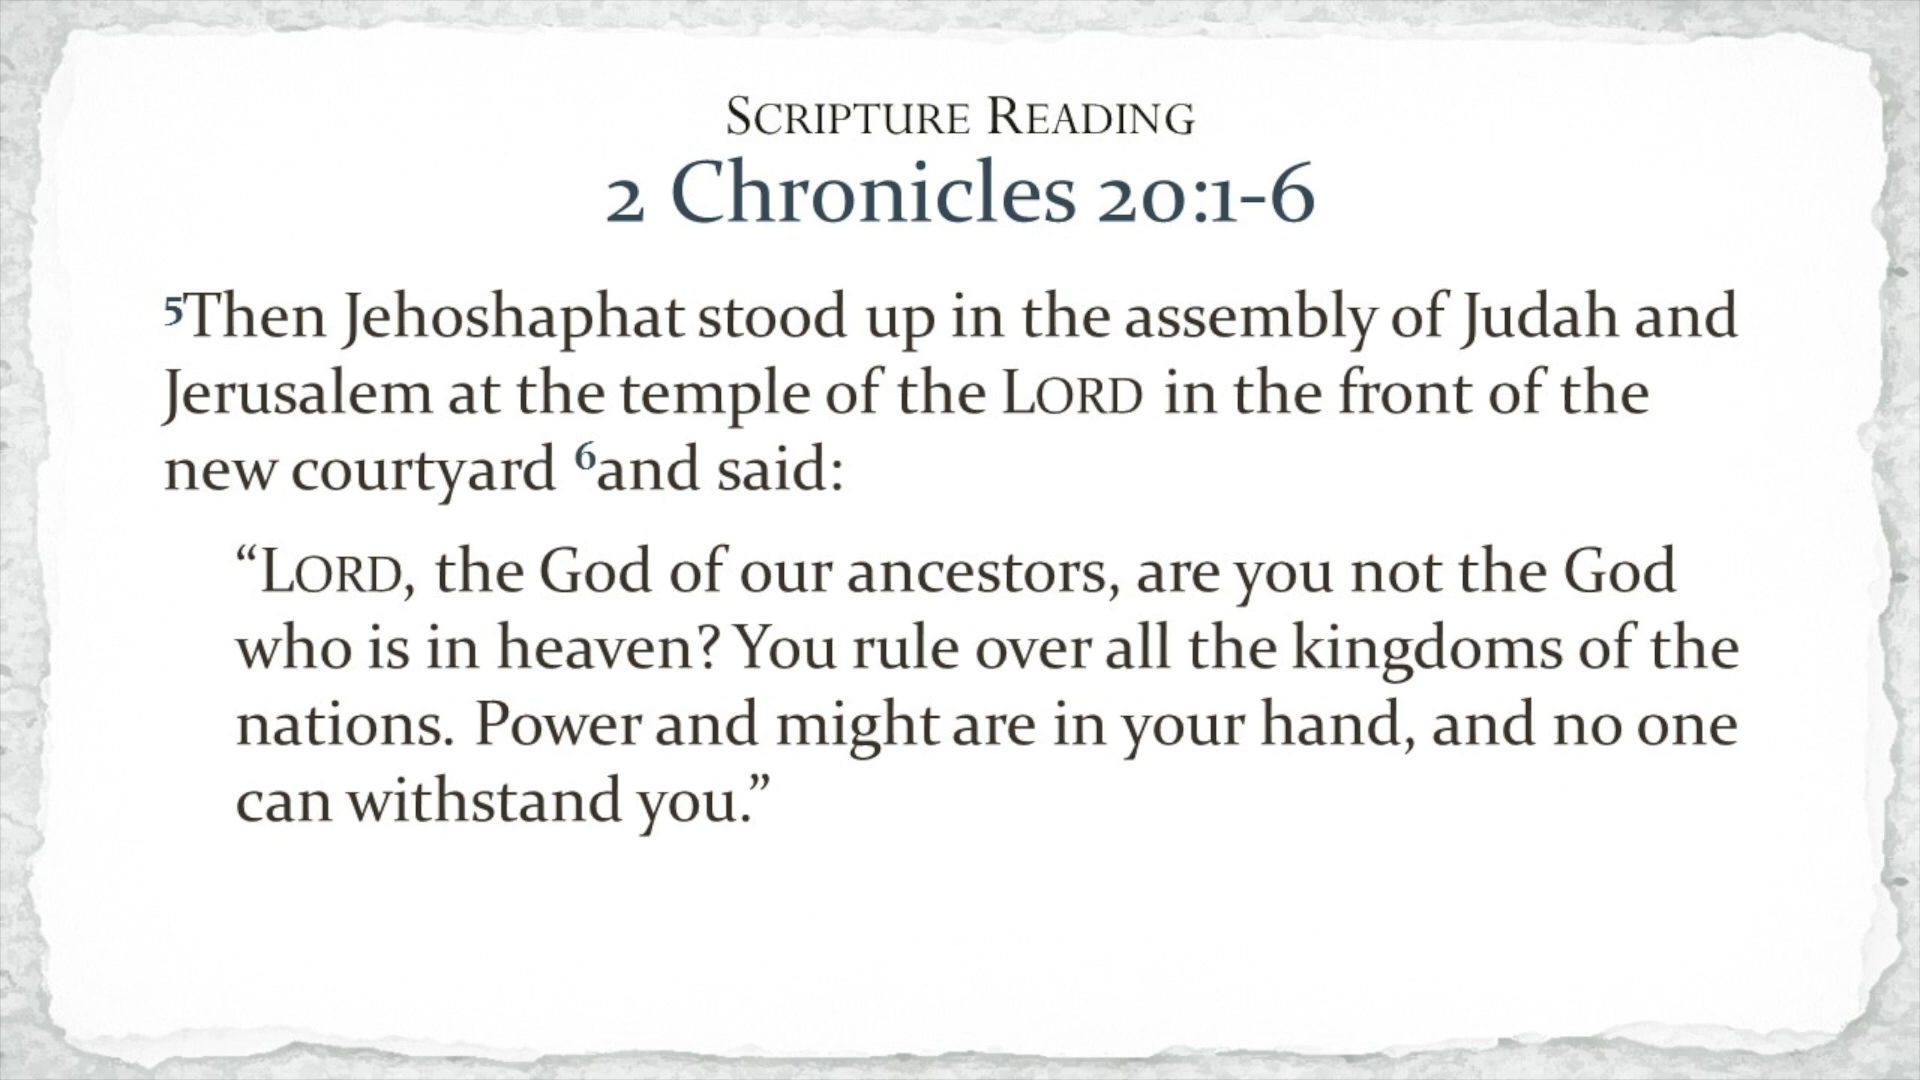 SCRIPTURE READING
2 Chronicles 20:1-6
⁵Then Jehoshaphat stood up in the assembly of Judah and
Jerusalem at the temple of the LORD in the front of the
new courtyard ⁶and said:
“LORD, the God of our ancestors, are you not the God
who is in heaven? You rule over all the kingdoms of the
nations. Power and might are in your hand, and no one
can withstand you.”